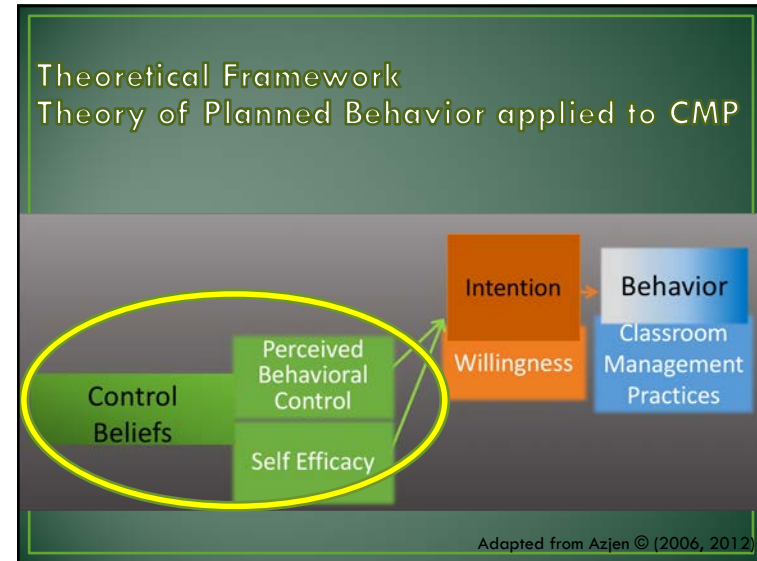 Theoretical Framework
Theory of Planned Behavior applied to CMP
Control
Beliefs
Perceived
Behavioral
Control
Self Efficacy
Intention
Willingness
Behavior
Classroom
Management
Practices
Adapted from Azjen © (2006, 2012)